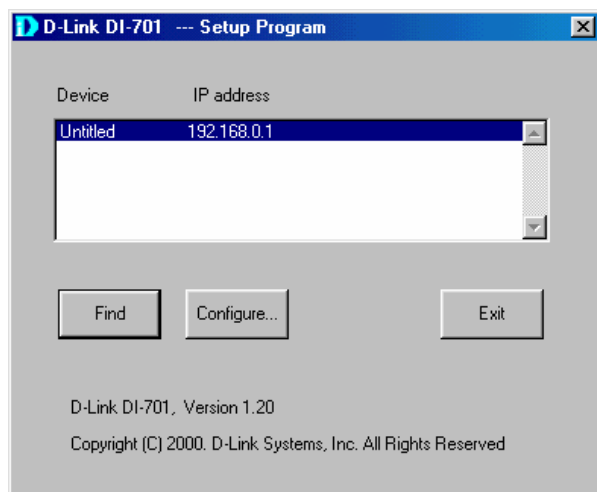 D-Link DI-701 --- Setup Program
Device IP address
Untitled 192.168.0.1
Find Configure... Exit
D-Link DI-701, Version 1.20
Copyright (C) 2000. D-Link Systems, Inc. All Rights Reserved